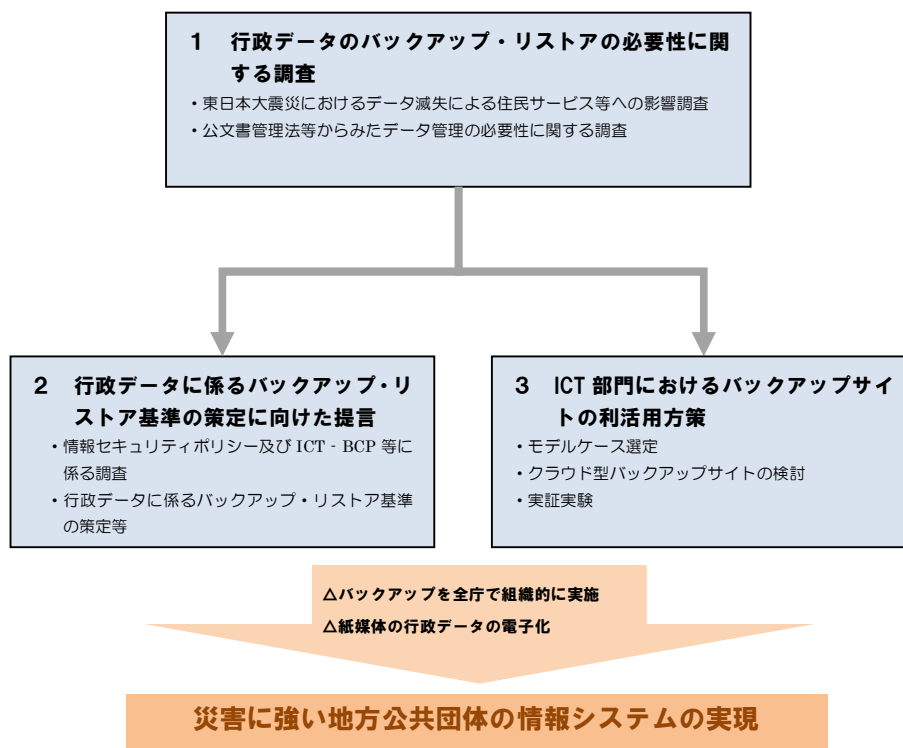 1 行政データのバックアップ・リストアの必要性に関
する調査
・東日本大震災におけるデータ滅失による住民サービス等への影響調査
・公文書管理法等からみたデータ管理の必要性に関する調査
2 行政データに係るバックアップ・リ
ストア基準の策定に向けた提言
・情報セキュリティポリシー及び ICT‐BCP 等に
係る調査
・行政データに係るバックアップ・リストア基準
の策定等
3 ICT 部門におけるバックアップサイ
トの利活用方策
・モデルケース選定
・クラウド型バックアップサイトの検討
・実証実験
△バックアップを全庁で組織的に実施
△紙媒体の行政データの電子化
災害に強い地方公共団体の情報システムの実現